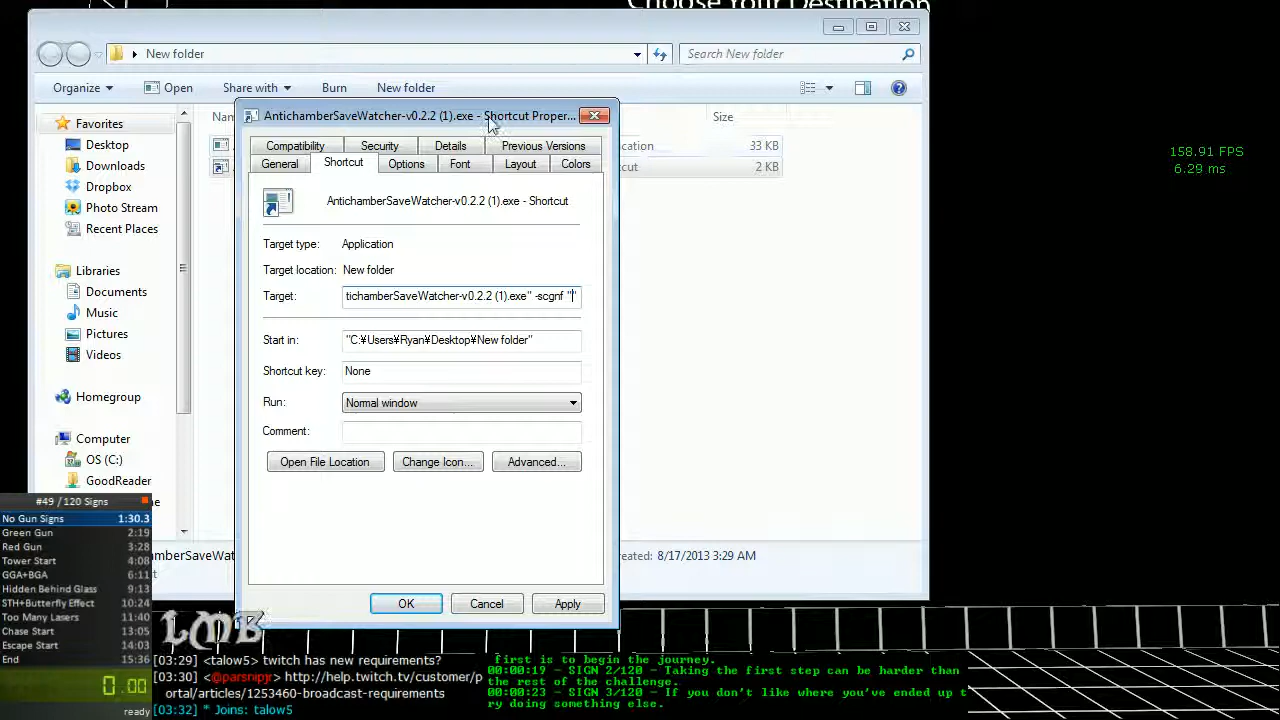 Choose Your Destination
New folder
Search New folder
Organize
Open
Share with
Burn
New folder
Size
Favorites
Desktop
Downloads
Dropbox
Photo Stream
Recent Places
Libraries
Documents
Music
Pictures
Videos
Homegroup
Computer
OS (C:)
GoodReader
33 KB
2 KB
AntichamberSaveWatcher-v0.2.2 (1).exe - Shortcut Proper...
Compatibility
Security
Details
Previous Versions
General
Shortcut
Options
Font
Layout
Colors
AntichamberSaveWatcher-v0.2.2 (1).exe - Shortcut
Target type: Application
Target location: New folder
Target: tichamberSaveWatcher-v0.2.2 (1).exe" -scgnf ""
Start in: "C:¥Users¥Ryan¥Desktop¥New folder"
Shortcut key: None
Run: Normal window
Comment:
Open File Location
Change Icon...
Advanced...
OK
Cancel
Apply
hamberSaveWat
reated: 8/17/2013 3:29 AM
158.91 FPS
6.29 ms
#49 / 120 Signs
No Gun Signs 1:30.3
Green Gun 2:19
Red Gun 3:28
Tower Start 4:08
GGA+BGA 6:11
Hidden Behind Glass 9:13
STH+Butterfly Effect 10:24
Too Many Lasers 11:40
Chase Start 13:05
Escape Start 14:03
End 15:36
0.00
ready
LMB
[03:29] <talow5> twitch has new requirements?
[03:30] <@parsnipjr> http://help.twitch.tv/customer/p
ortal/articles/1253460-broadcast-requirements
[03:32] * Joins: talow5
first is to begin the journey.
00:00:19 - SIGN 2/120 - Taking the first step can be harder than
the rest of the challenge.
00:00:23 - SIGN 3/120 - If you don't like where you've ended up t
ry doing something else.